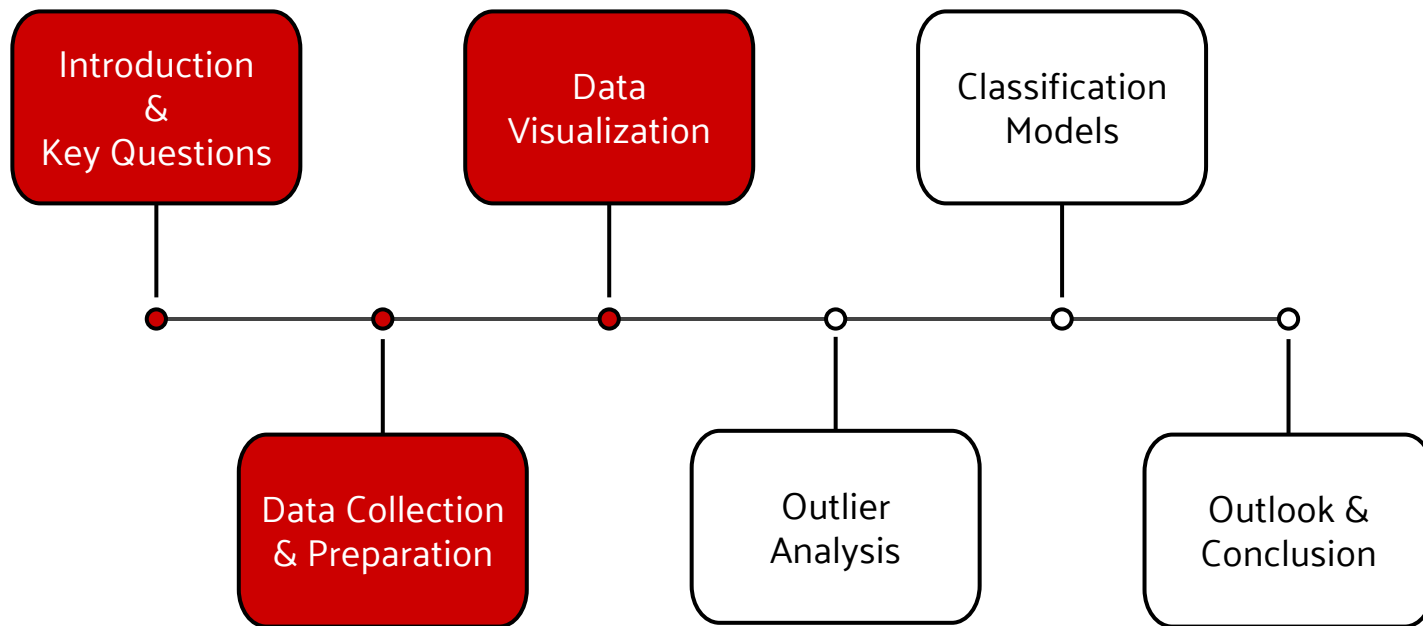 Introduction
&
Key Questions
Data
Visualization
Classification
Models
Data Collection
& Preparation
Outlier
Analysis
Outlook &
Conclusion